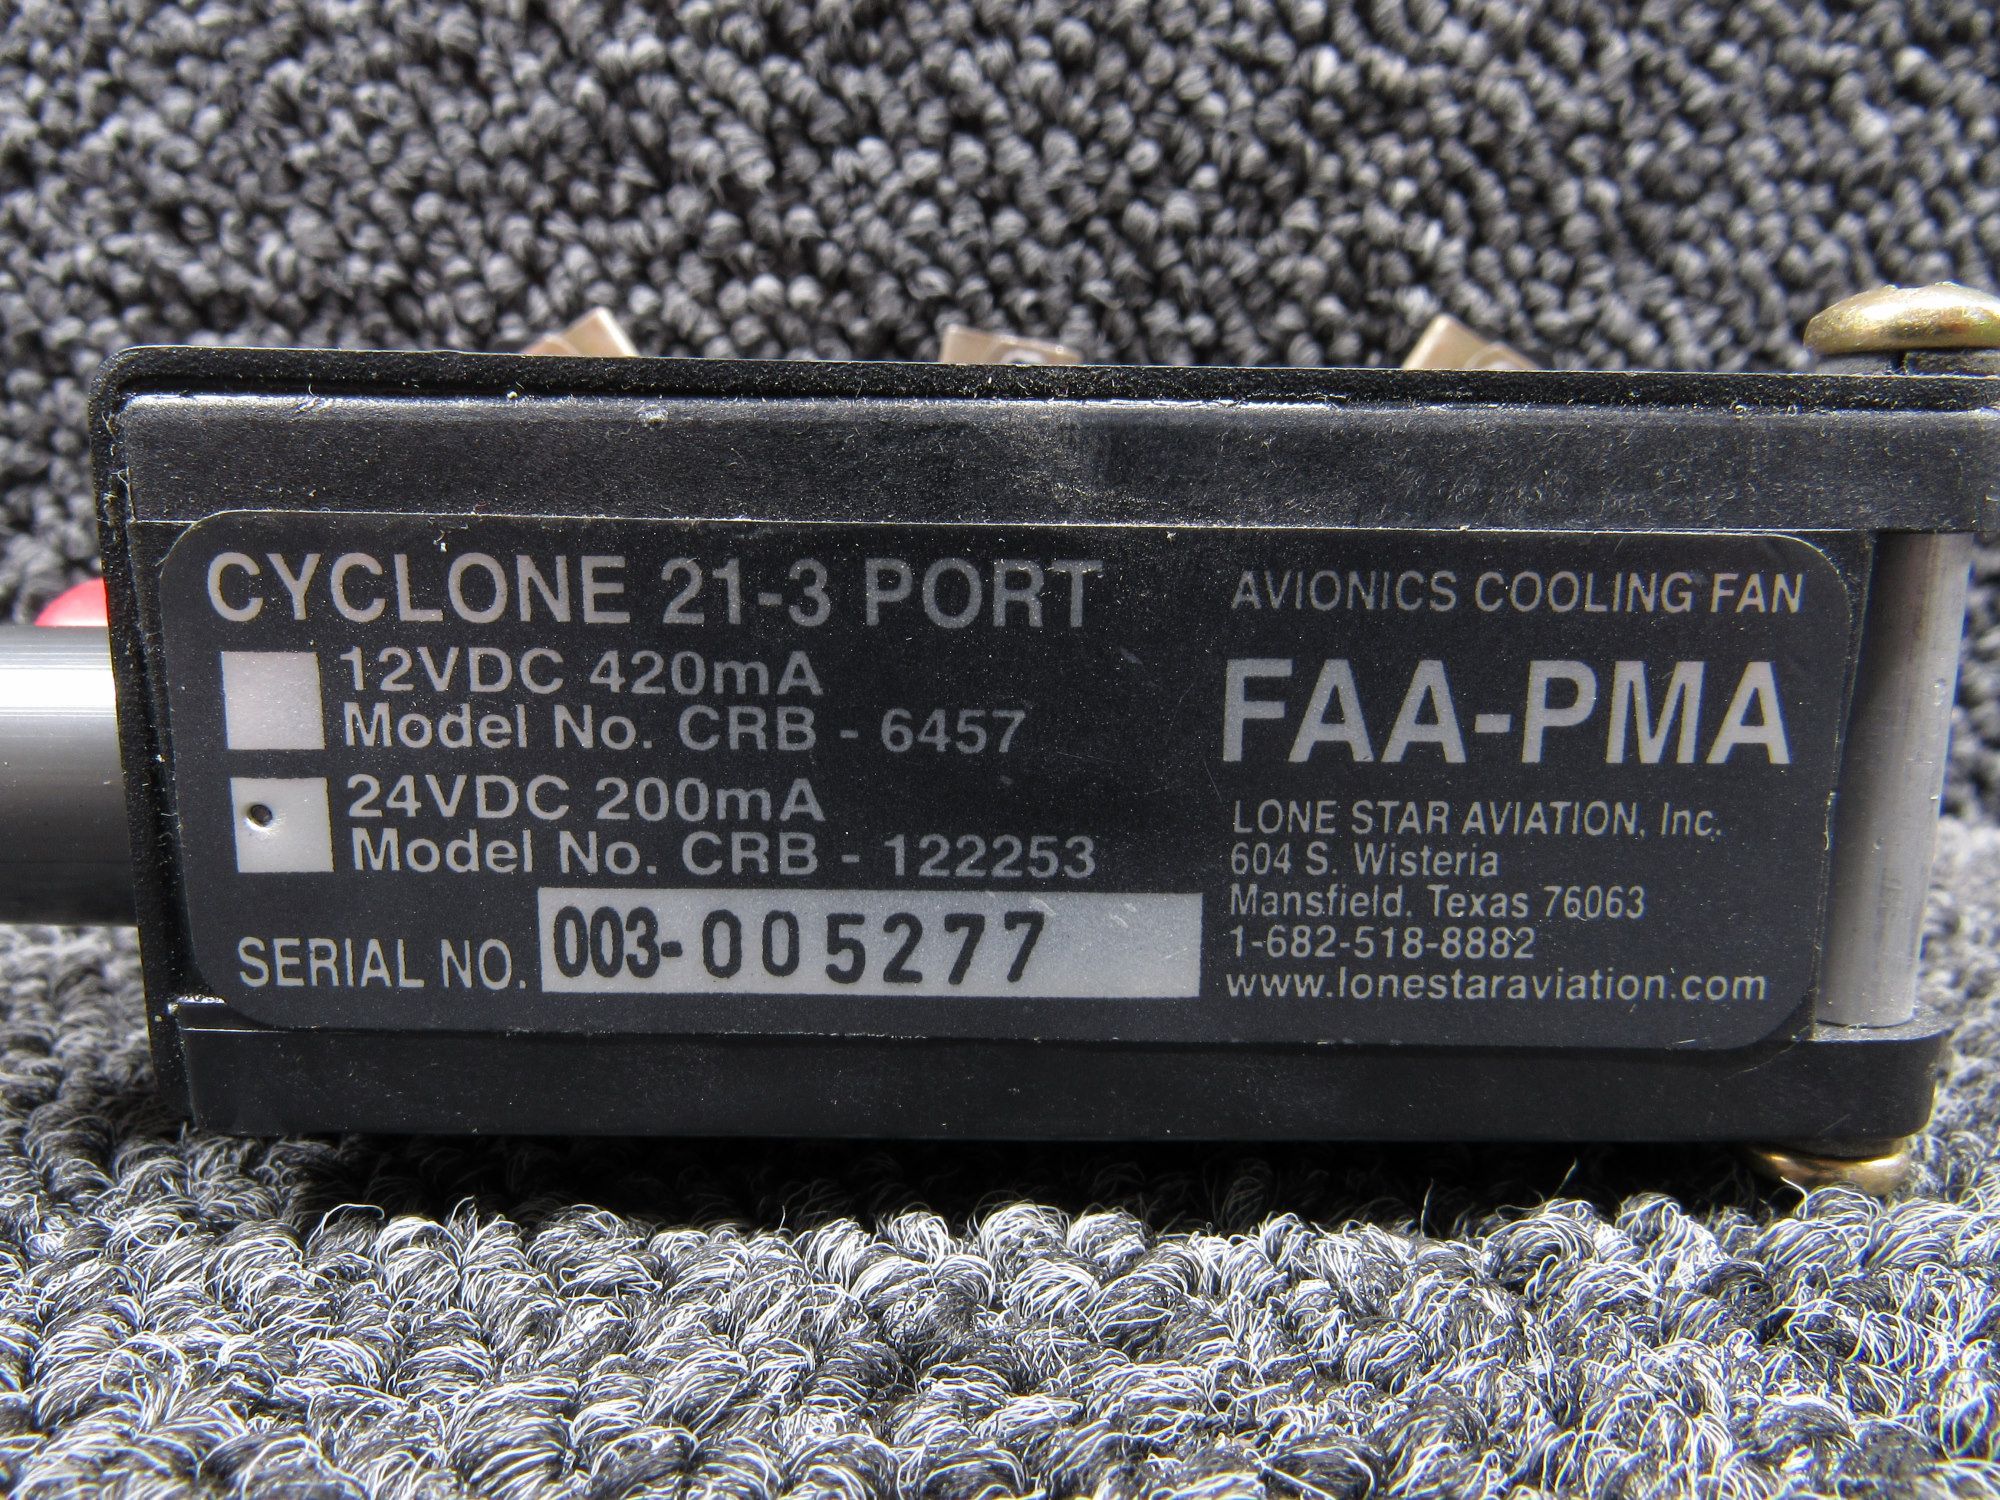 CYCLONE 21-3 PORT
12VDC 420mA
Model No. CRB - 6457
24VDC 200mA
Model No. CRB - 122253
SERIAL NO. 003-005277
AVIONICS COOLING FAN
FAA-PMA
LONE STAR AVIATION, Inc.
604 S. Wisteria
Mansfield, Texas 76063
1-682-518-8882
www.lonestaraviation.com